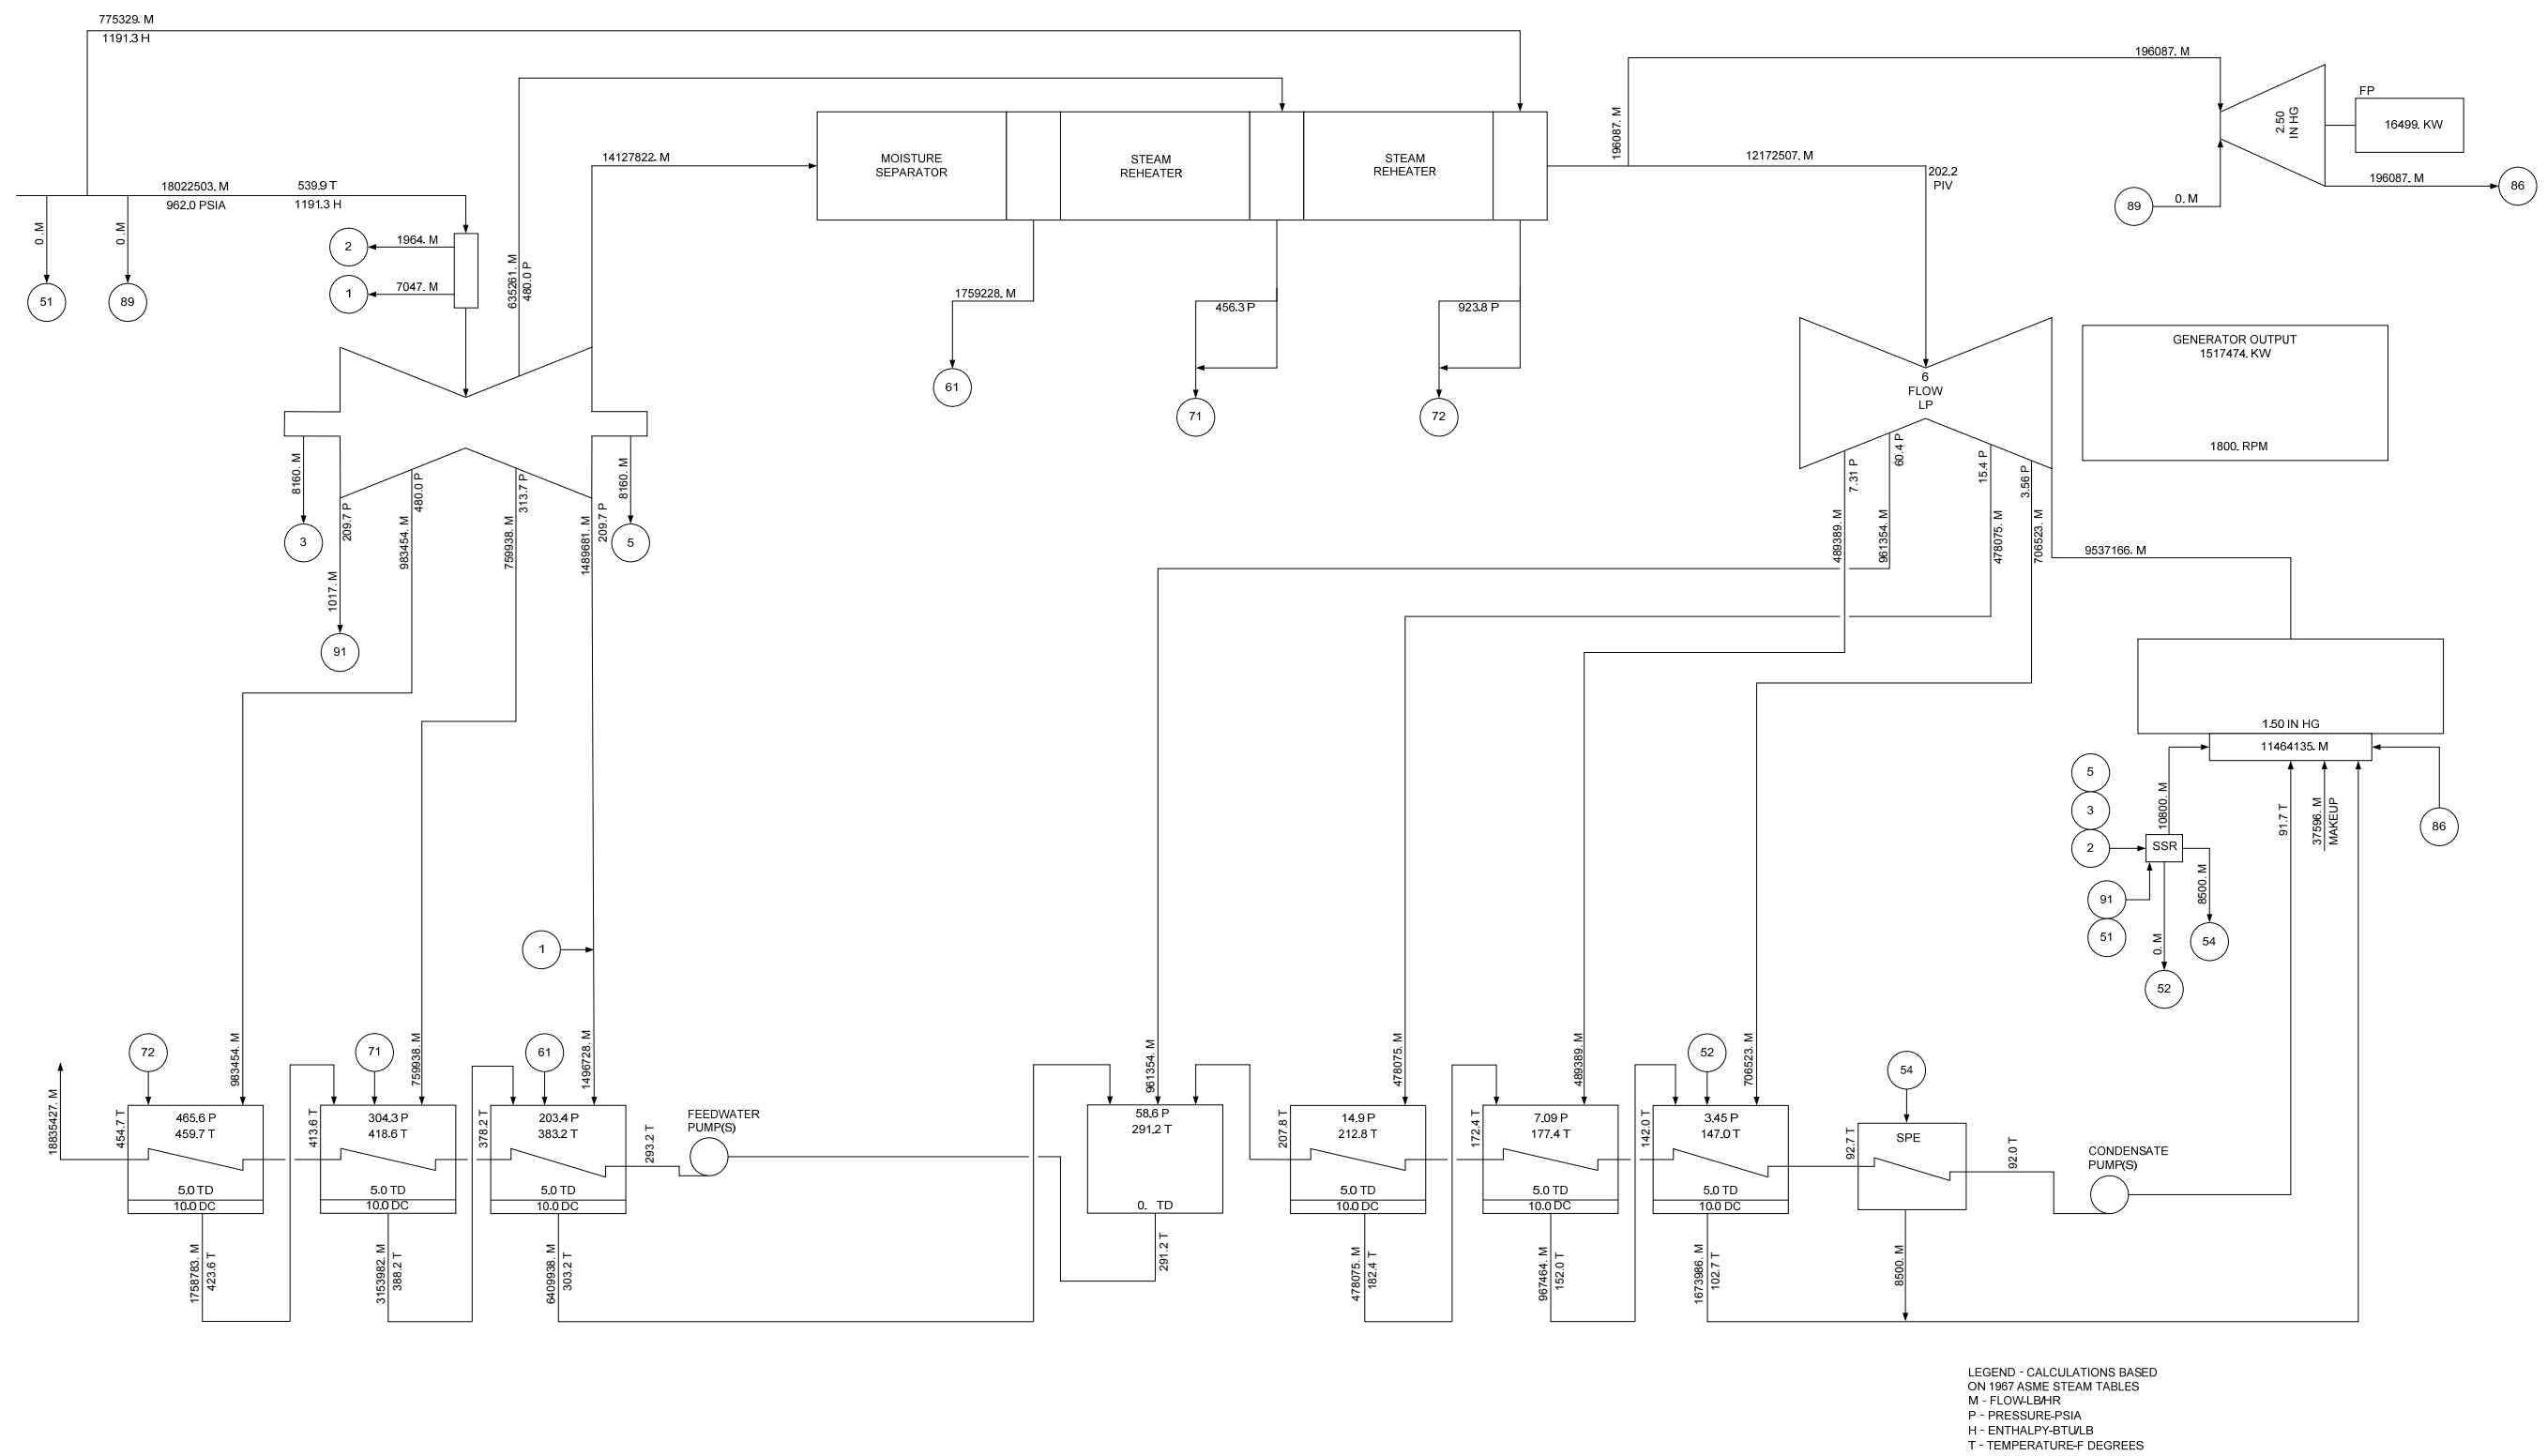 775329. M
1191.3 H
196087. M
196087. M
FP
16499. KW
2.50
IN HG
196087. M
86
89
0. M
14127822. M
MOISTURE
SEPARATOR
STEAM
REHEATER
STEAM
REHEATER
12172507. M
202.2
PIV
18022503. M
539.9 T
962.0 PSIA
1191.3 H
0. M
0. M
51
89
2
1964. M
1
7047. M
635261. M
480.0 P
1759228. M
61
456.3 P
71
923.8 P
72
6
FLOW
LP
GENERATOR OUTPUT
1517474. KW
1800. RPM
8160. M
3
209.7 P
1017. M
91
480.0 P
983454. M
313.7 P
759938. M
1489681. M
209.7 P
8160. M
5
7.31 P
489389. M
60.4 P
961354. M
15.4 P
478075. M
3.56 P
706523. M
9537166. M
1.50 IN HG
11464135. M
5
3
2
SSR
10800. M
8500. M
54
91
51
0. M
52
91.7 T
37596. M
MAKEUP
86
1
18835427. M
72
983454. M
454.7 T
465.6 P
459.7 T
5.0 TD
10.0 DC
1758783. M
423.6 T
71
759938. M
413.6 T
304.3 P
418.6 T
5.0 TD
10.0 DC
3153982. M
388.2 T
61
1496728. M
378.2 T
203.4 P
383.2 T
5.0 TD
10.0 DC
6409938. M
303.2 T
293.2 T
FEEDWATER
PUMP(S)
961354. M
58.6 P
291.2 T
0. TD
291.2 T
207.8 T
478075. M
14.9 P
212.8 T
5.0 TD
10.0 DC
478075. M
182.4 T
172.4 T
489389. M
7.09 P
177.4 T
5.0 TD
10.0 DC
967464. M
152.0 T
142.0 T
52
706523. M
3.45 P
147.0 T
5.0 TD
10.0 DC
1673986. M
102.7 T
92.7 T
54
SPE
8500. M
92.0 T
CONDENSATE
PUMP(S)
LEGEND - CALCULATIONS BASED
ON 1967 ASME STEAM TABLES
M - FLOW-LB/HR
P - PRESSURE-PSIA
H - ENTHALPY-BTU/LB
T - TEMPERATURE-F DEGREES